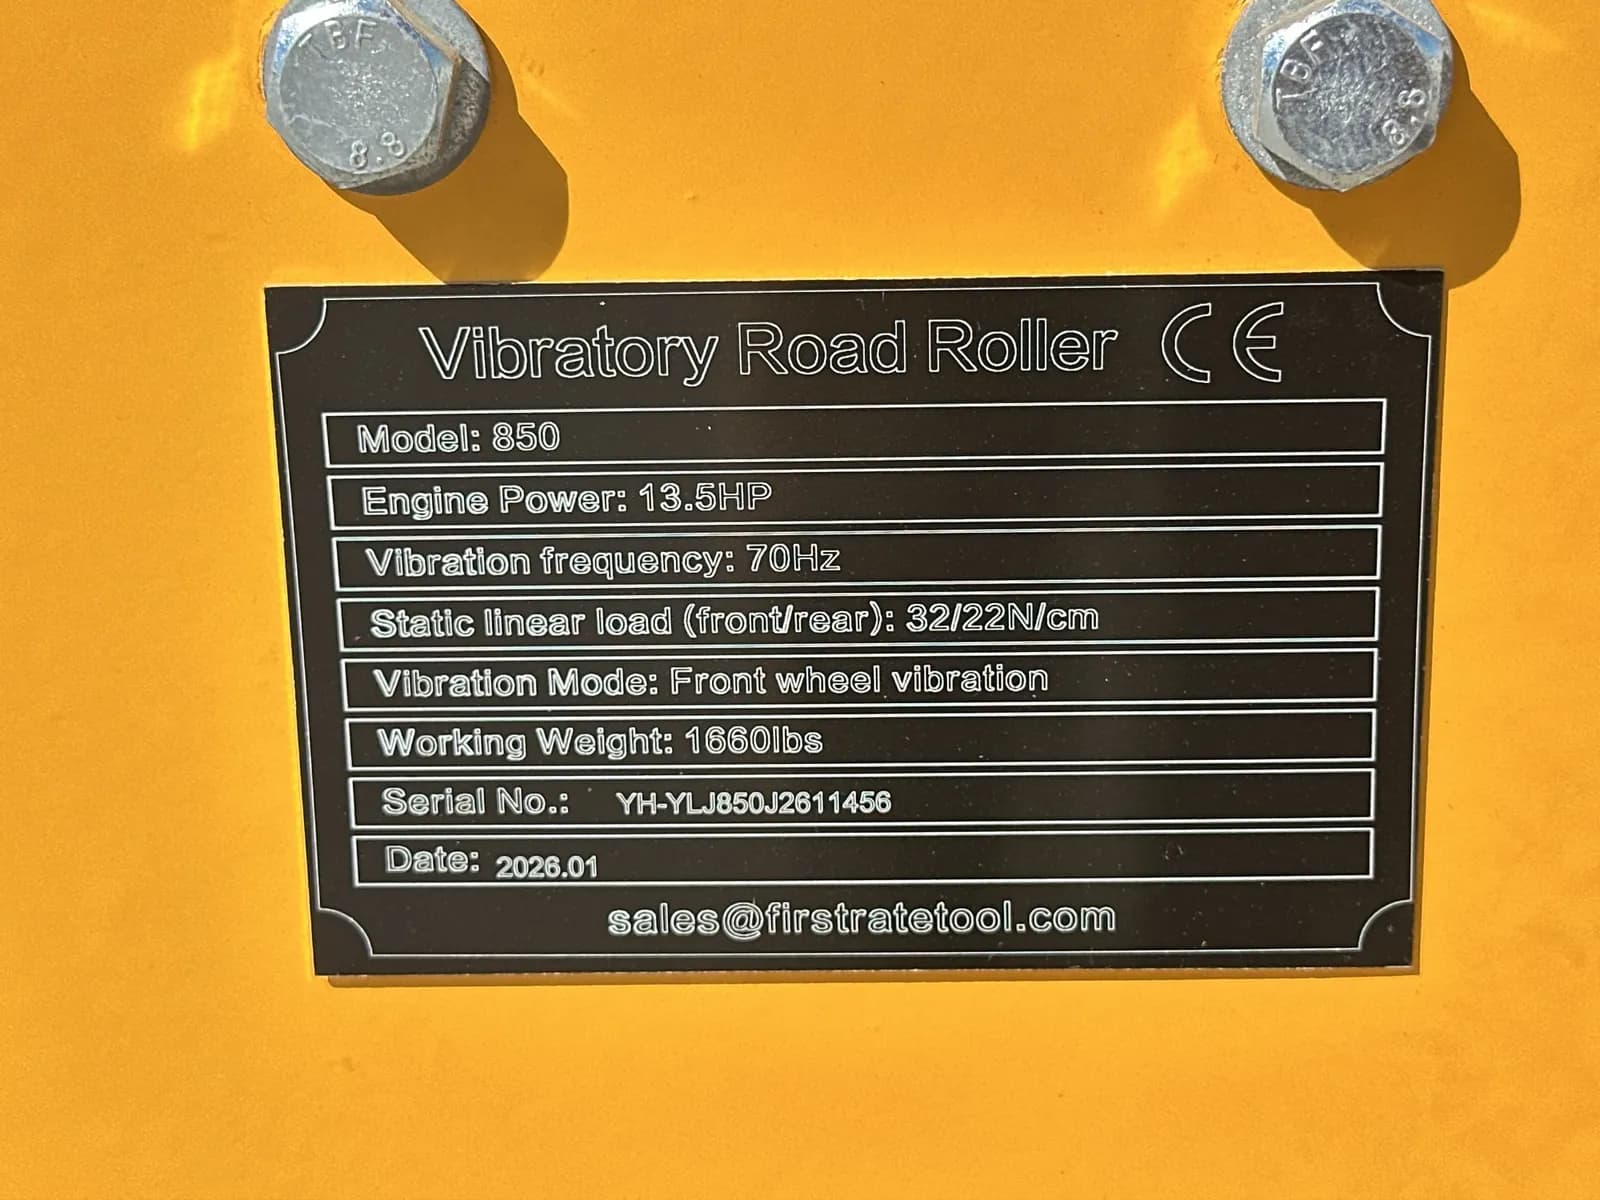 TBF
8.8
TBF
8.8
Vibratory Road Roller CE
Model: 850
Engine Power: 13.5HP
Vibration frequency: 70Hz
Static linear load (front/rear): 32/22N/cm
Vibration Mode: Front wheel vibration
Working Weight: 1660lbs
Serial No.: YH-YLJ850J2611456
Date: 2026.01
sales@firstratetool.com